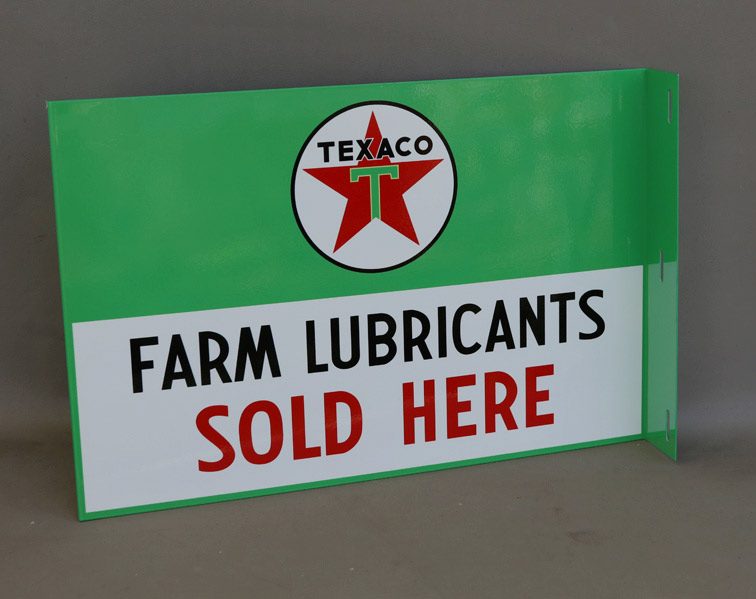 TEXACO
T
FARM LUBRICANTS
SOLD HERE